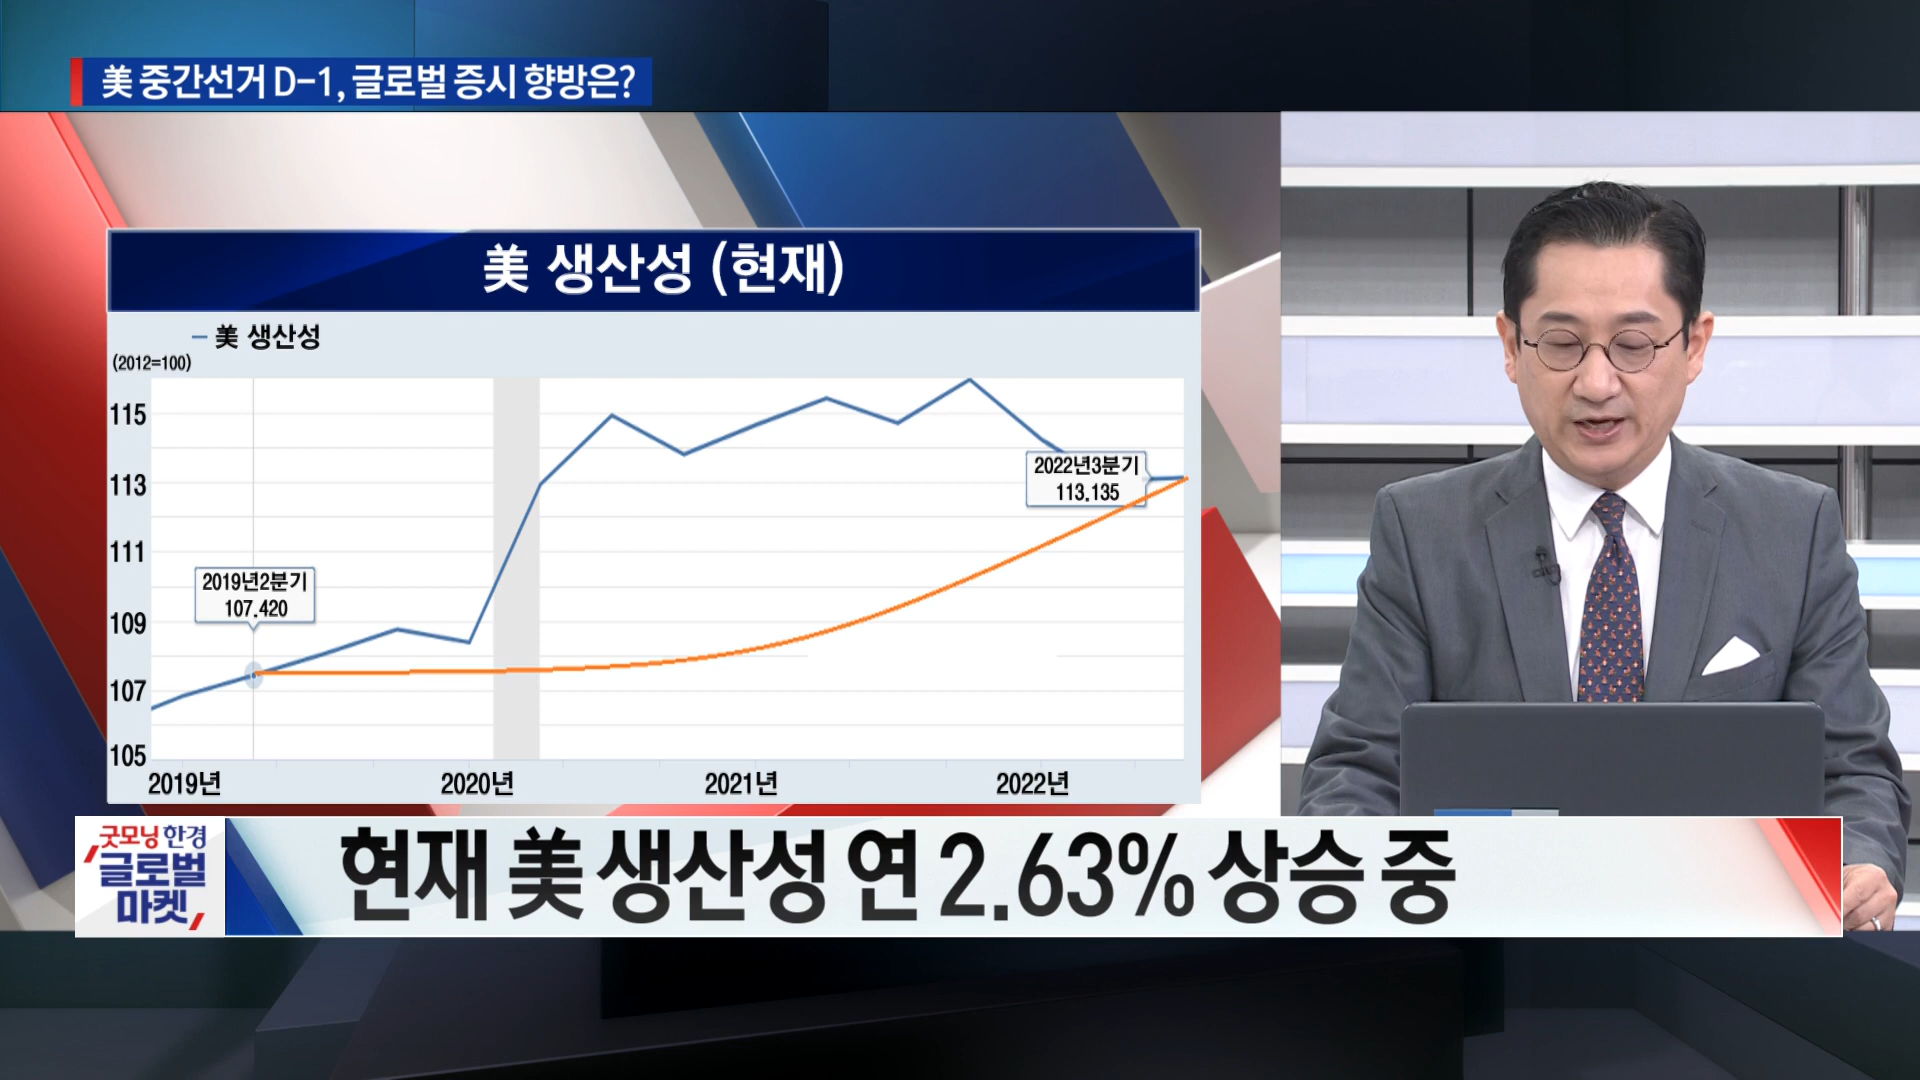 美 중간선거 D-1, 글로벌 증시 향방은?
美 생산성 (현재)
美 생산성
(2012=100)
115
113
111
109
107
105
2019년2분기
107.420
2022년3분기
113.135
2019년
2020년
2021년
2022년
굿모닝 한경
글로벌
마켓
현재 美 생산성 연 2.63% 상승 중